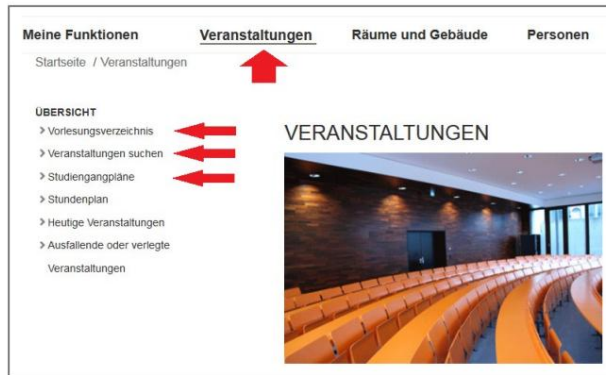 Meine Funktionen Veranstaltungen Räume und Gebäude Personen
Startseite / Veranstaltungen
ÜBERSICHT
> Vorlesungsverzeichnis
> Veranstaltungen suchen
> Studiengangpläne
> Stundenplan
> Heutige Veranstaltungen
> Ausfallende oder verlegte
Veranstaltungen
VERANSTALTUNGEN